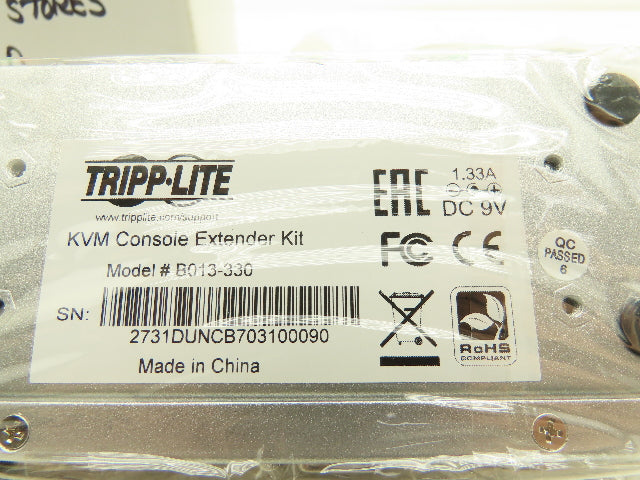 STORES
TRIPP·LITE
www.tripplite.com/support
KVM Console Extender Kit
Model # B013-330
SN:
2731DUNCB703100090
Made in China
EAC
1.33A
DC 9V
FC CE
RoHS
COMPLIANT
QC
PASSED
6